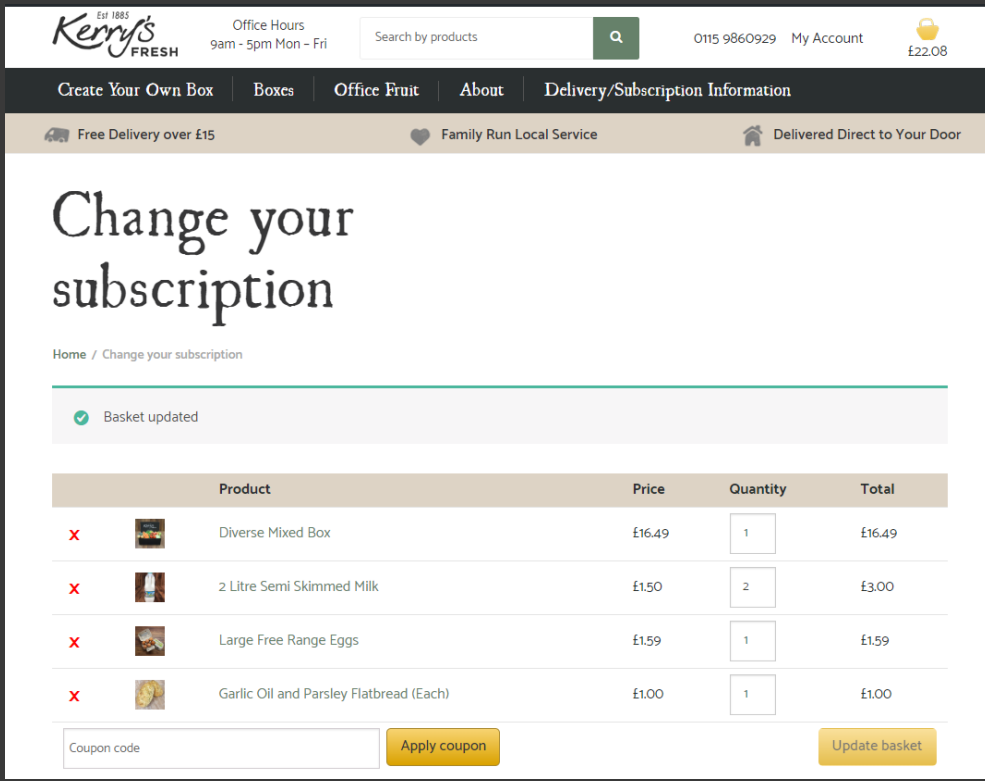 Est 1885
Kerry's
FRESH
Office Hours
9am - 5pm Mon – Fri
Search by products
0115 9860929 My Account
£22.08
Create Your Own Box Boxes Office Fruit About Delivery/Subscription Information
Free Delivery over £15 Family Run Local Service Delivered Direct to Your Door
Change your
subscription
Home / Change your subscription
Basket updated
Product Price Quantity Total
X Diverse Mixed Box £16.49 1 £16.49
X 2 Litre Semi Skimmed Milk £1.50 2 £3.00
X Large Free Range Eggs £1.59 1 £1.59
X Garlic Oil and Parsley Flatbread (Each) £1.00 1 £1.00
Coupon code Apply coupon Update basket